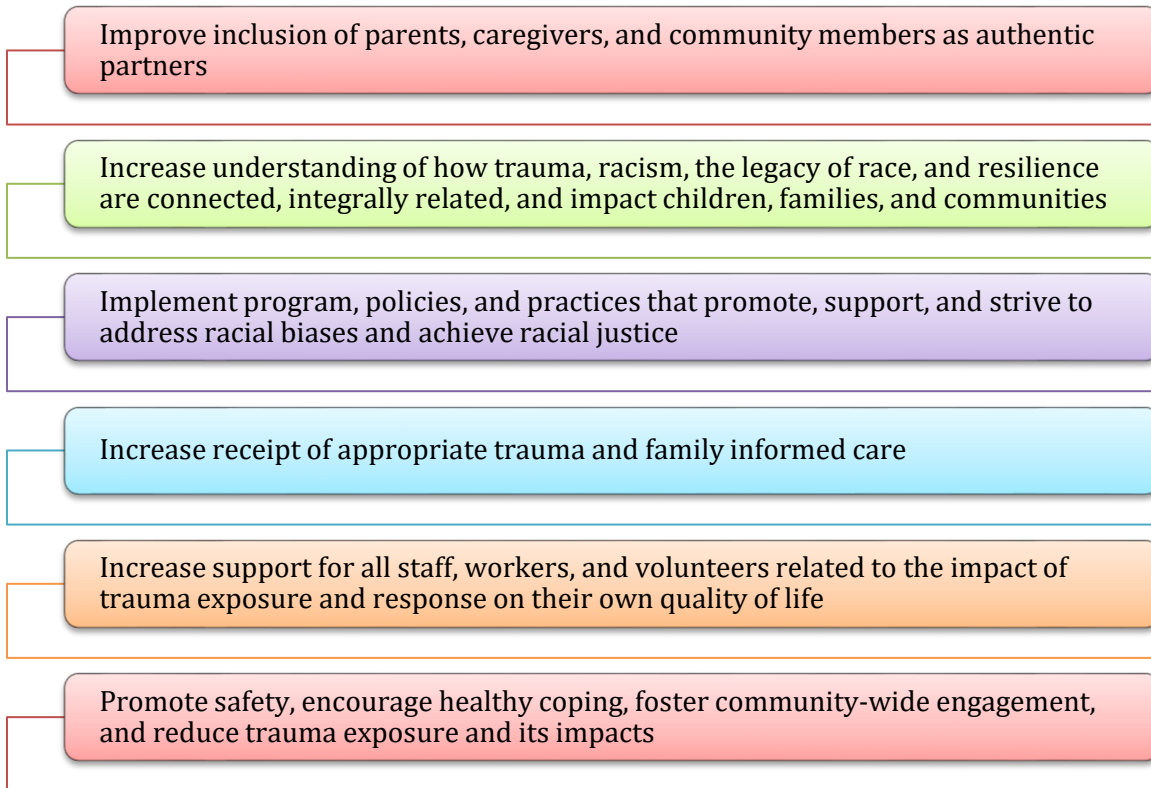 Improve inclusion of parents, caregivers, and community members as authentic
partners
Increase understanding of how trauma, racism, the legacy of race, and resilience
are connected, integrally related, and impact children, families, and communities
Implement program, policies, and practices that promote, support, and strive to
address racial biases and achieve racial justice
Increase receipt of appropriate trauma and family informed care
Increase support for all staff, workers, and volunteers related to the impact of
trauma exposure and response on their own quality of life
Promote safety, encourage healthy coping, foster community-wide engagement,
and reduce trauma exposure and its impacts